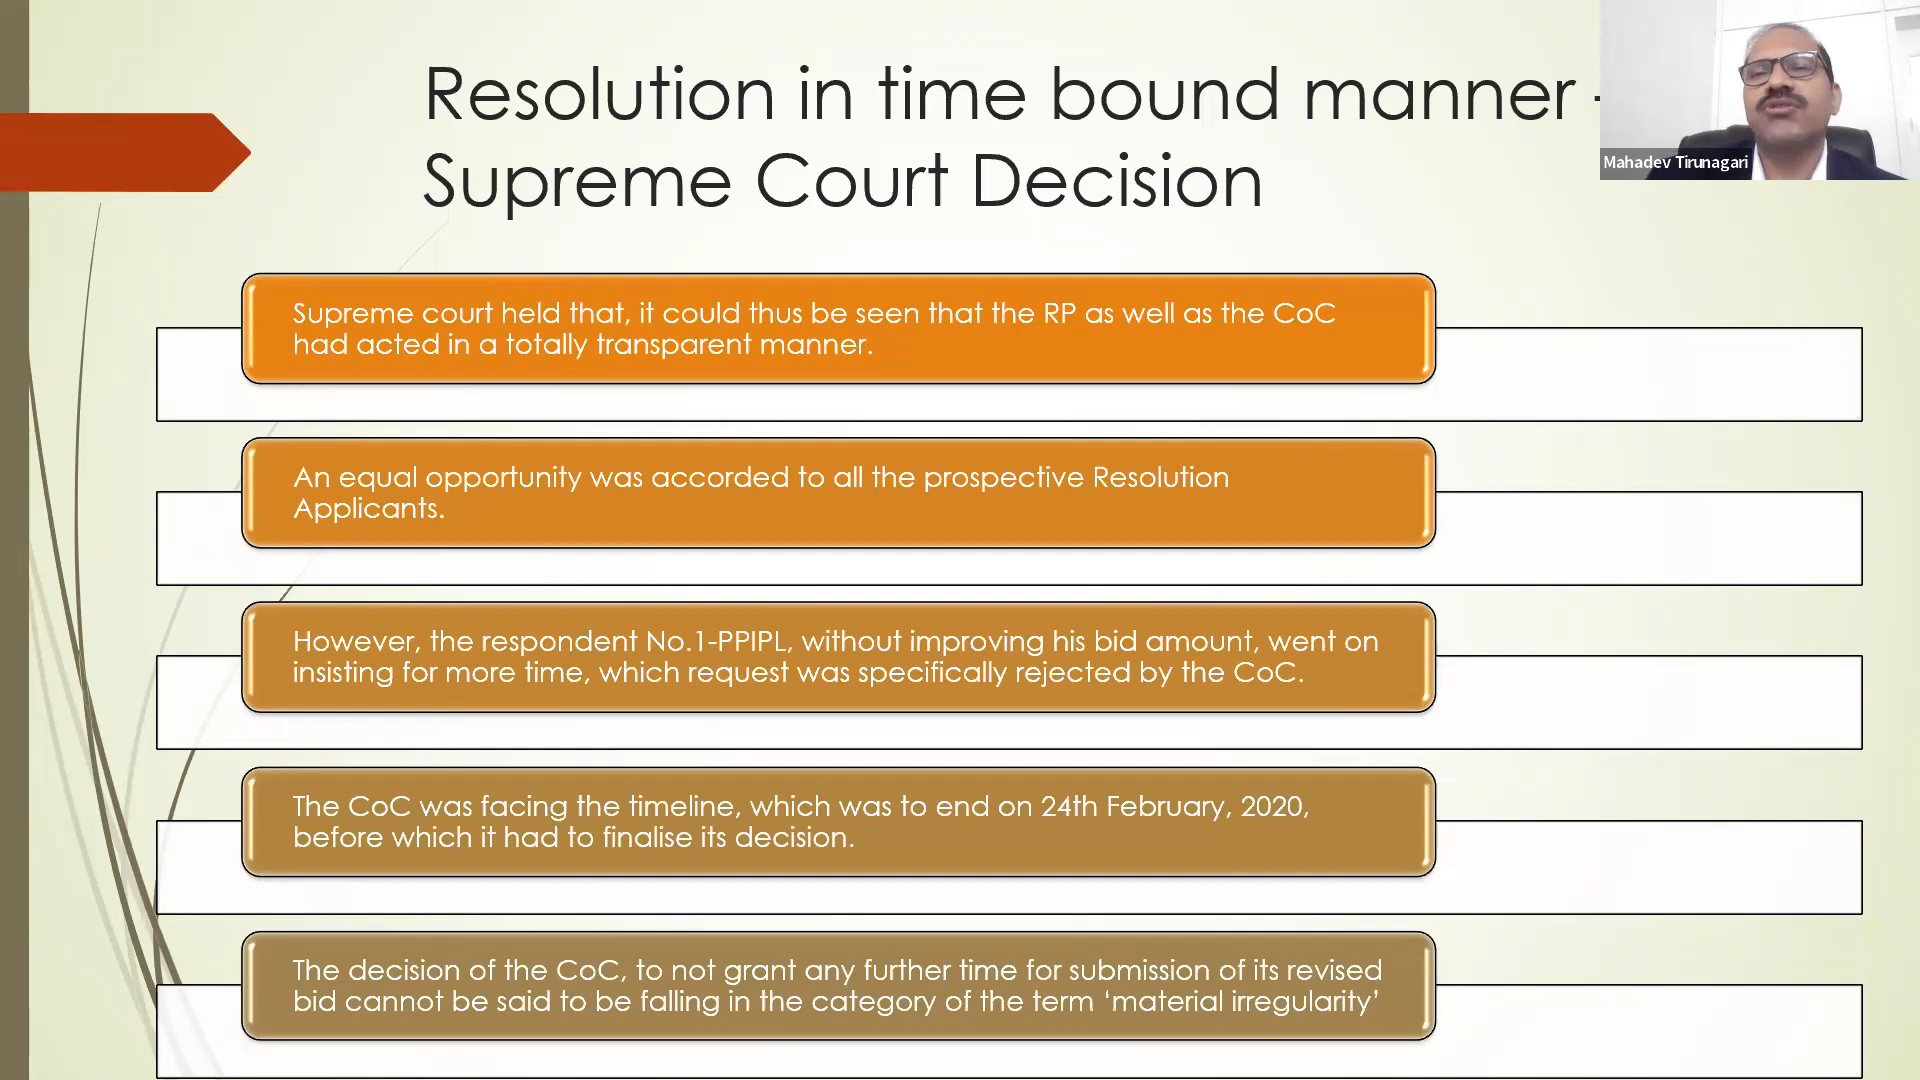 Resolution in time bound manner -
Supreme Court Decision
Mahadev Tirunagari
Supreme court held that, it could thus be seen that the RP as well as the CoC
had acted in a totally transparent manner.
An equal opportunity was accorded to all the prospective Resolution
Applicants.
However, the respondent No.1-PPIPL, without improving his bid amount, went on
insisting for more time, which request was specifically rejected by the CoC.
The CoC was facing the timeline, which was to end on 24th February, 2020,
before which it had to finalise its decision.
The decision of the CoC, to not grant any further time for submission of its revised
bid cannot be said to be falling in the category of the term ‘material irregularity’